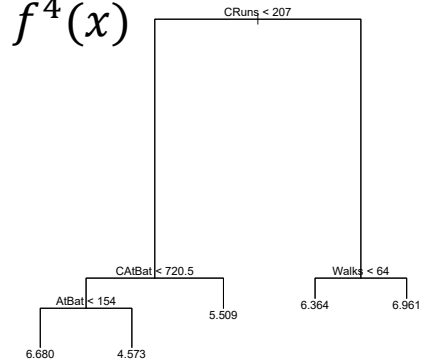 f⁴(x)
CRuns < 207
CAtBat < 720.5
Walks < 64
AtBat < 154
5.509
6.364
6.961
6.680
4.573